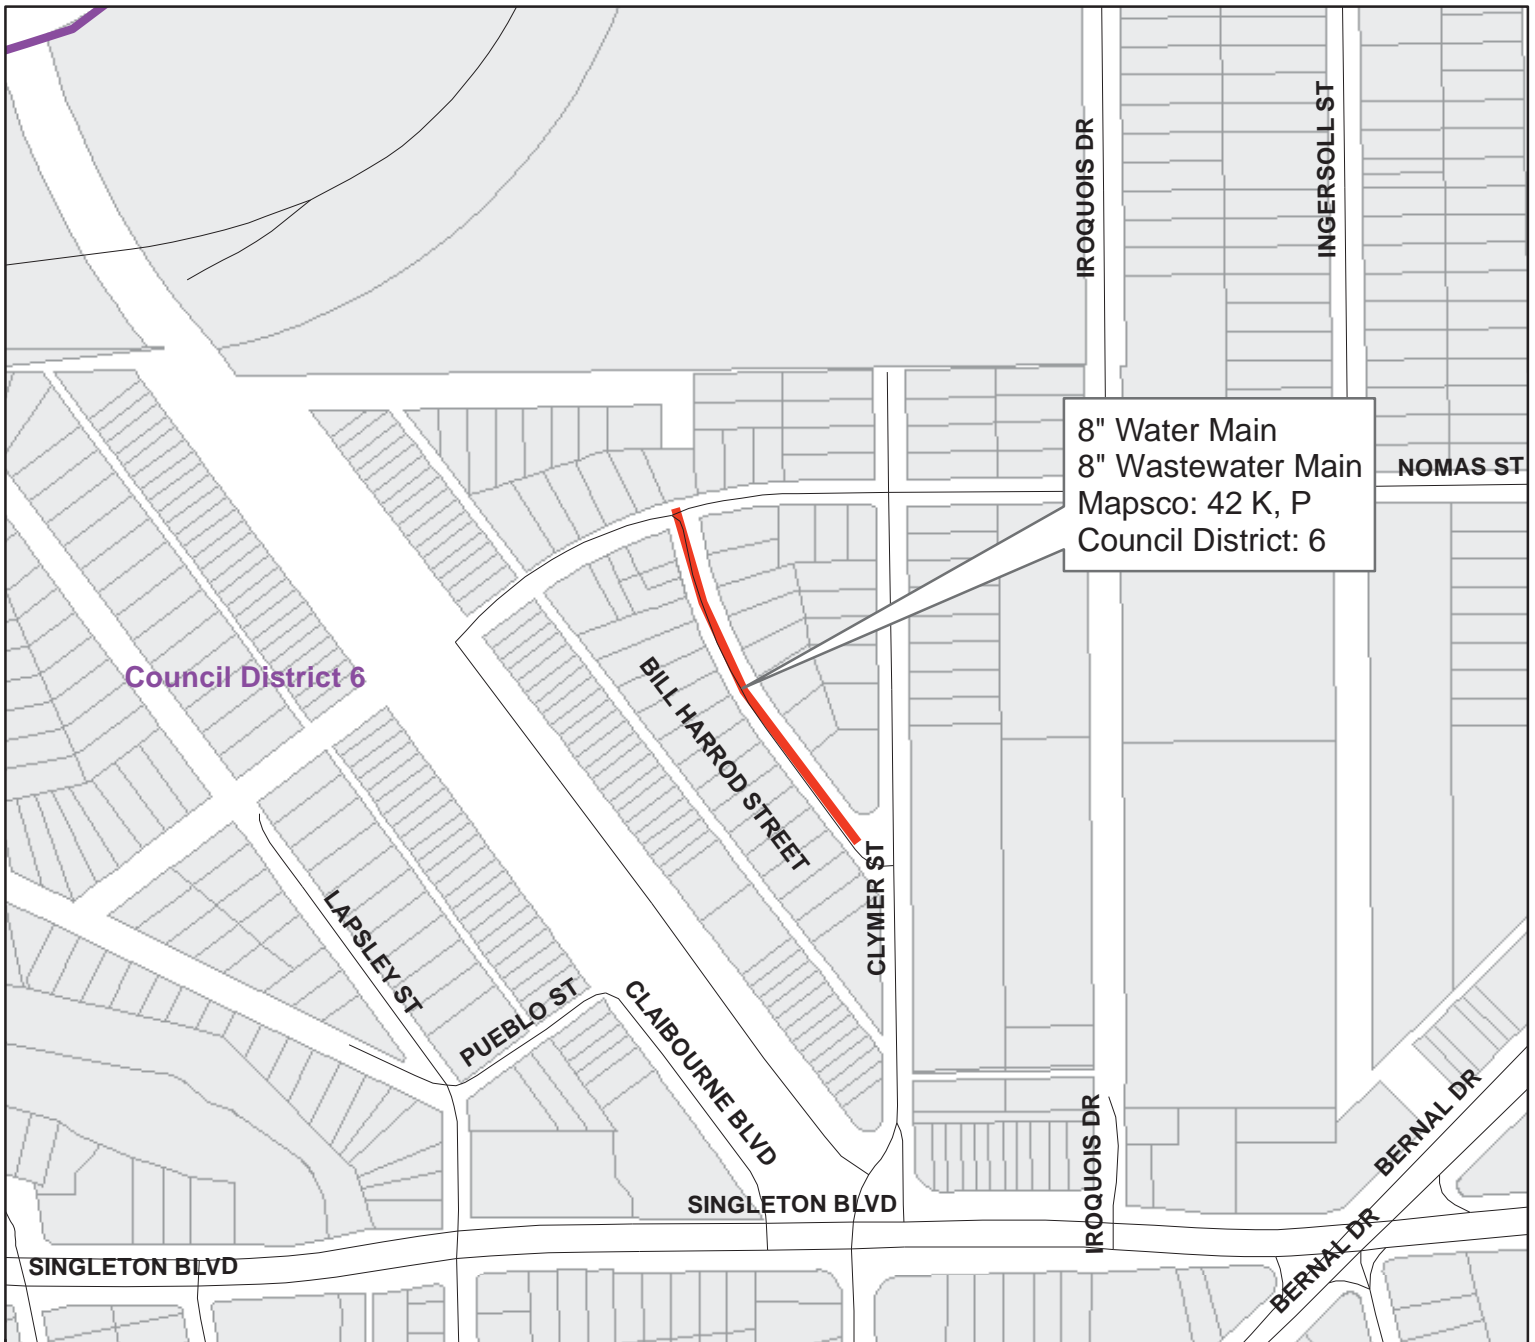 IROQUOIS DR
INGERSOLL ST
8" Water Main
8" Wastewater Main
Mapsco: 42 K, P
Council District: 6
NOMAS ST
Council District 6
BILL HARROD STREET
CLYMER ST
LAPSLEY ST
PUEBLO ST
CLAIBOURNE BLVD
IROQUOIS DR
BERNAL DR
SINGLETON BLVD
BERNAL DR
SINGLETON BLVD